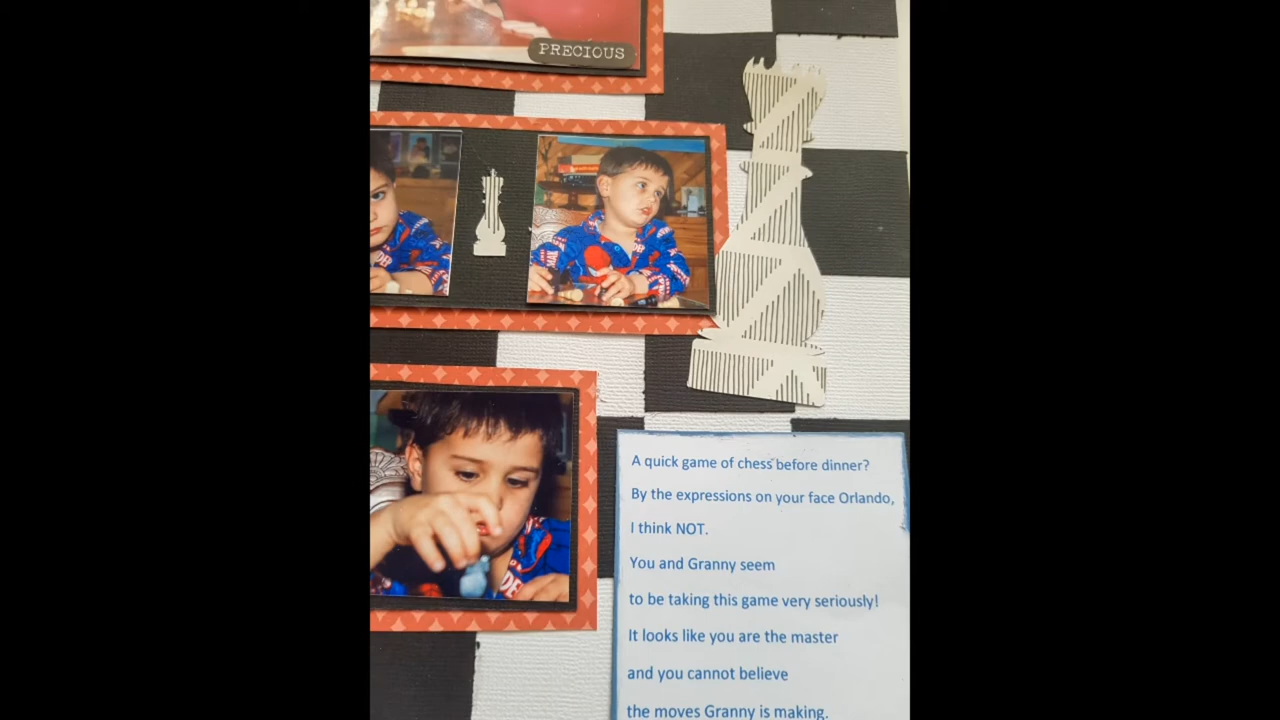 PRECIOUS
A quick game of chess before dinner?
By the expressions on your face Orlando,
I think NOT.
You and Granny seem
to be taking this game very seriously!
It looks like you are the master
and you cannot believe
the moves Granny is making.